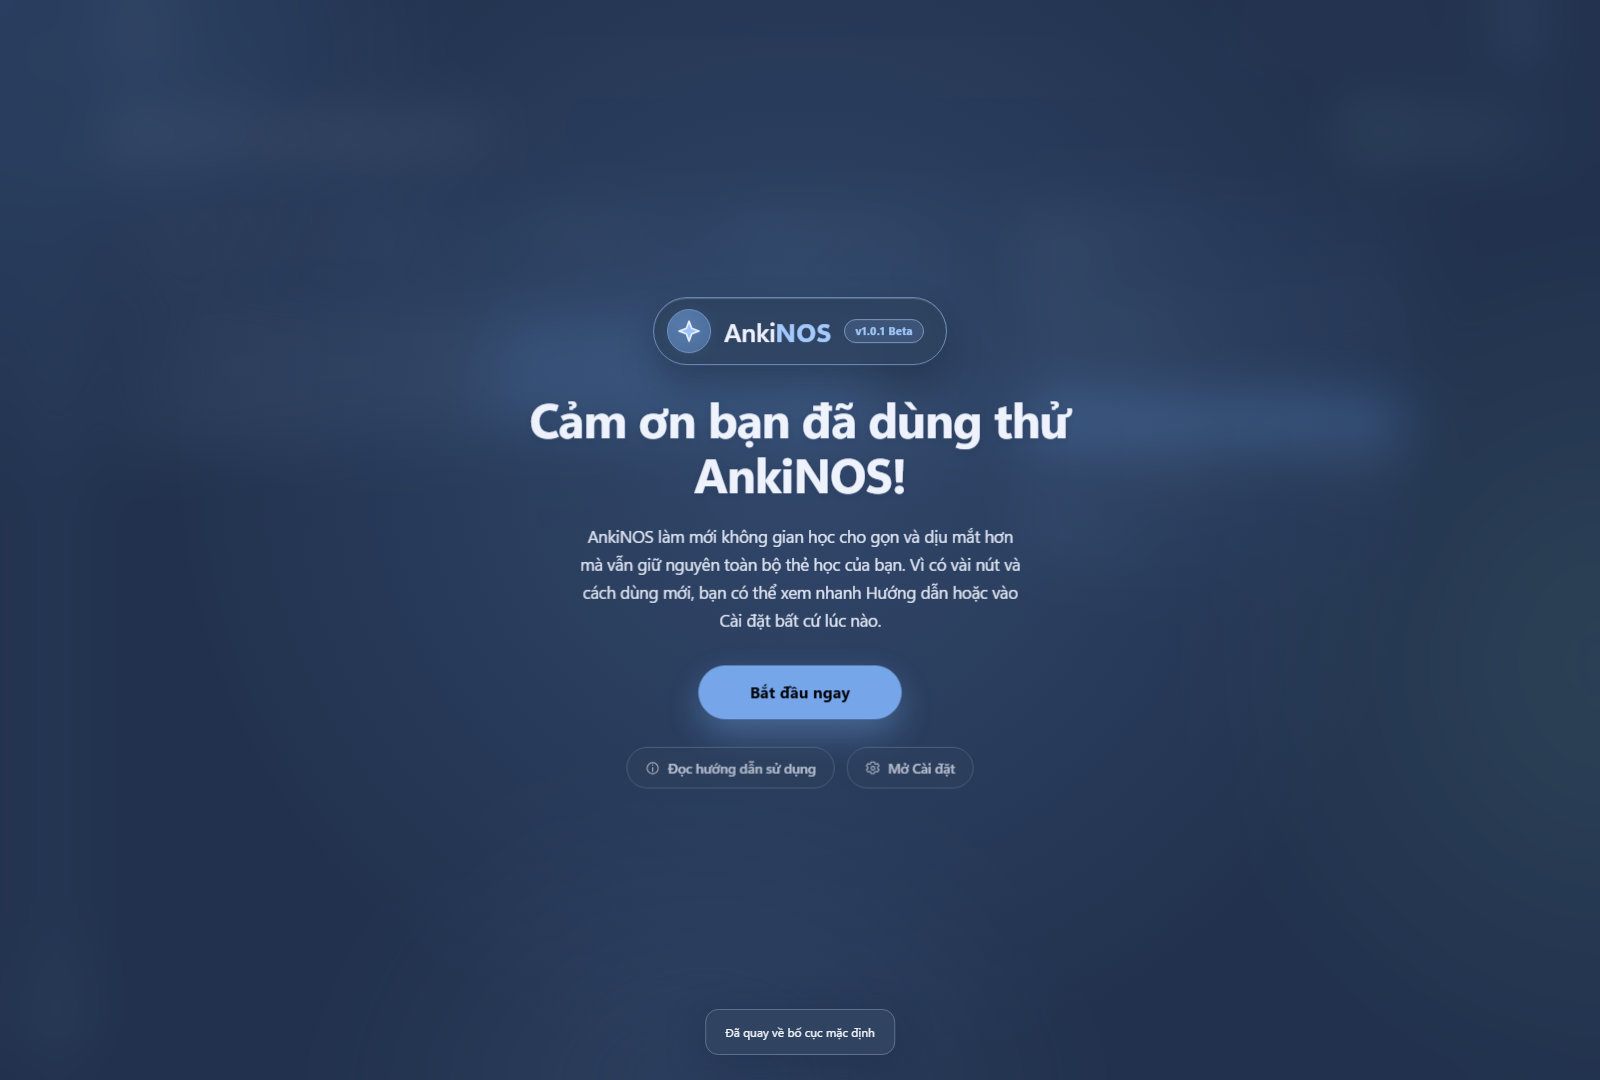 AnkiNOS v1.0.1 Beta
Cảm ơn bạn đã dùng thử
AnkiNOS!
AnkiNOS làm mới không gian học cho gọn và dịu mắt hơn
mà vẫn giữ nguyên toàn bộ thẻ học của bạn. Vì có vài nút và
cách dùng mới, bạn có thể xem nhanh Hướng dẫn hoặc vào
Cài đặt bất cứ lúc nào.
Bắt đầu ngay
Đọc hướng dẫn sử dụng
Mở Cài đặt
Đã quay về bố cục mặc định